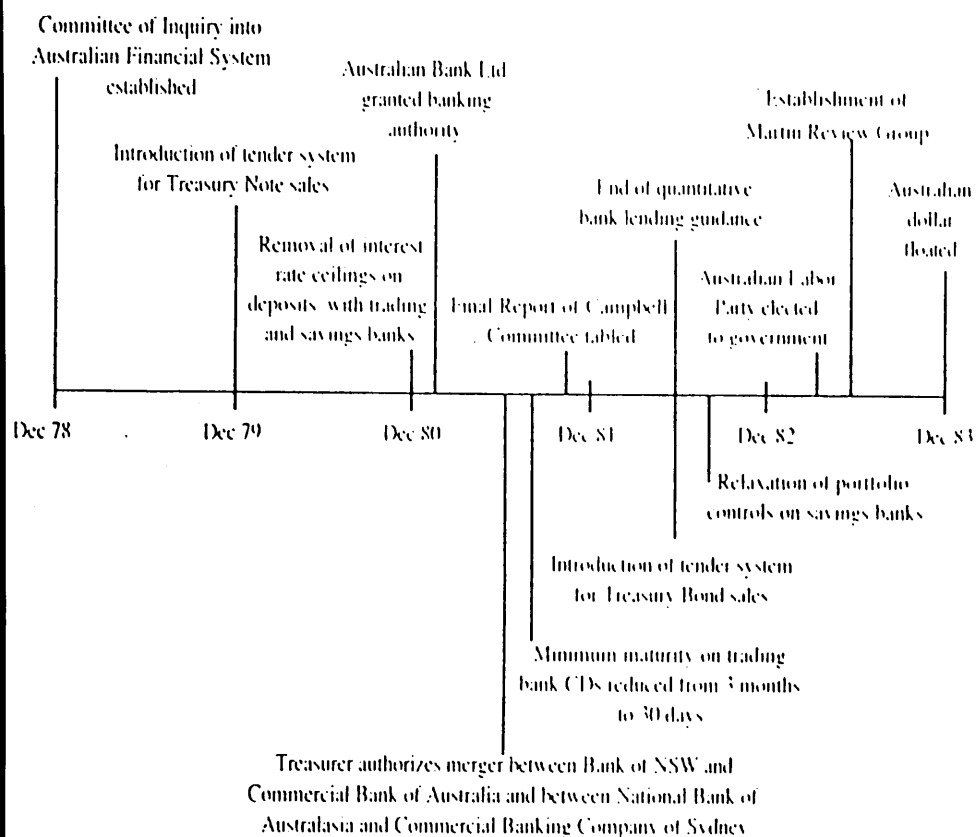 Committee of Inquiry into
Australian Financial System
established
Australian Bank Ltd
granted banking
authority
Establishment of
Martin Review Group
Introduction of tender system
for Treasury Note sales
End of quantitative
bank lending guidance
Australian
dollar
floated
Removal of interest
rate ceilings on
deposits with trading
and savings banks
Final Report of Campbell
Committee tabled
Australian Labor
Party elected
to government
Dec 78
Dec 79
Dec 80
Dec 81
Dec 82
Dec 83
Relaxation of portfolio
controls on savings banks
Introduction of tender system
for Treasury Bond sales
Minimum maturity on trading
bank CDs reduced from 3 months
to 30 days
Treasurer authorizes merger between Bank of NSW and
Commercial Bank of Australia and between National Bank of
Australasia and Commercial Banking Company of Sydney